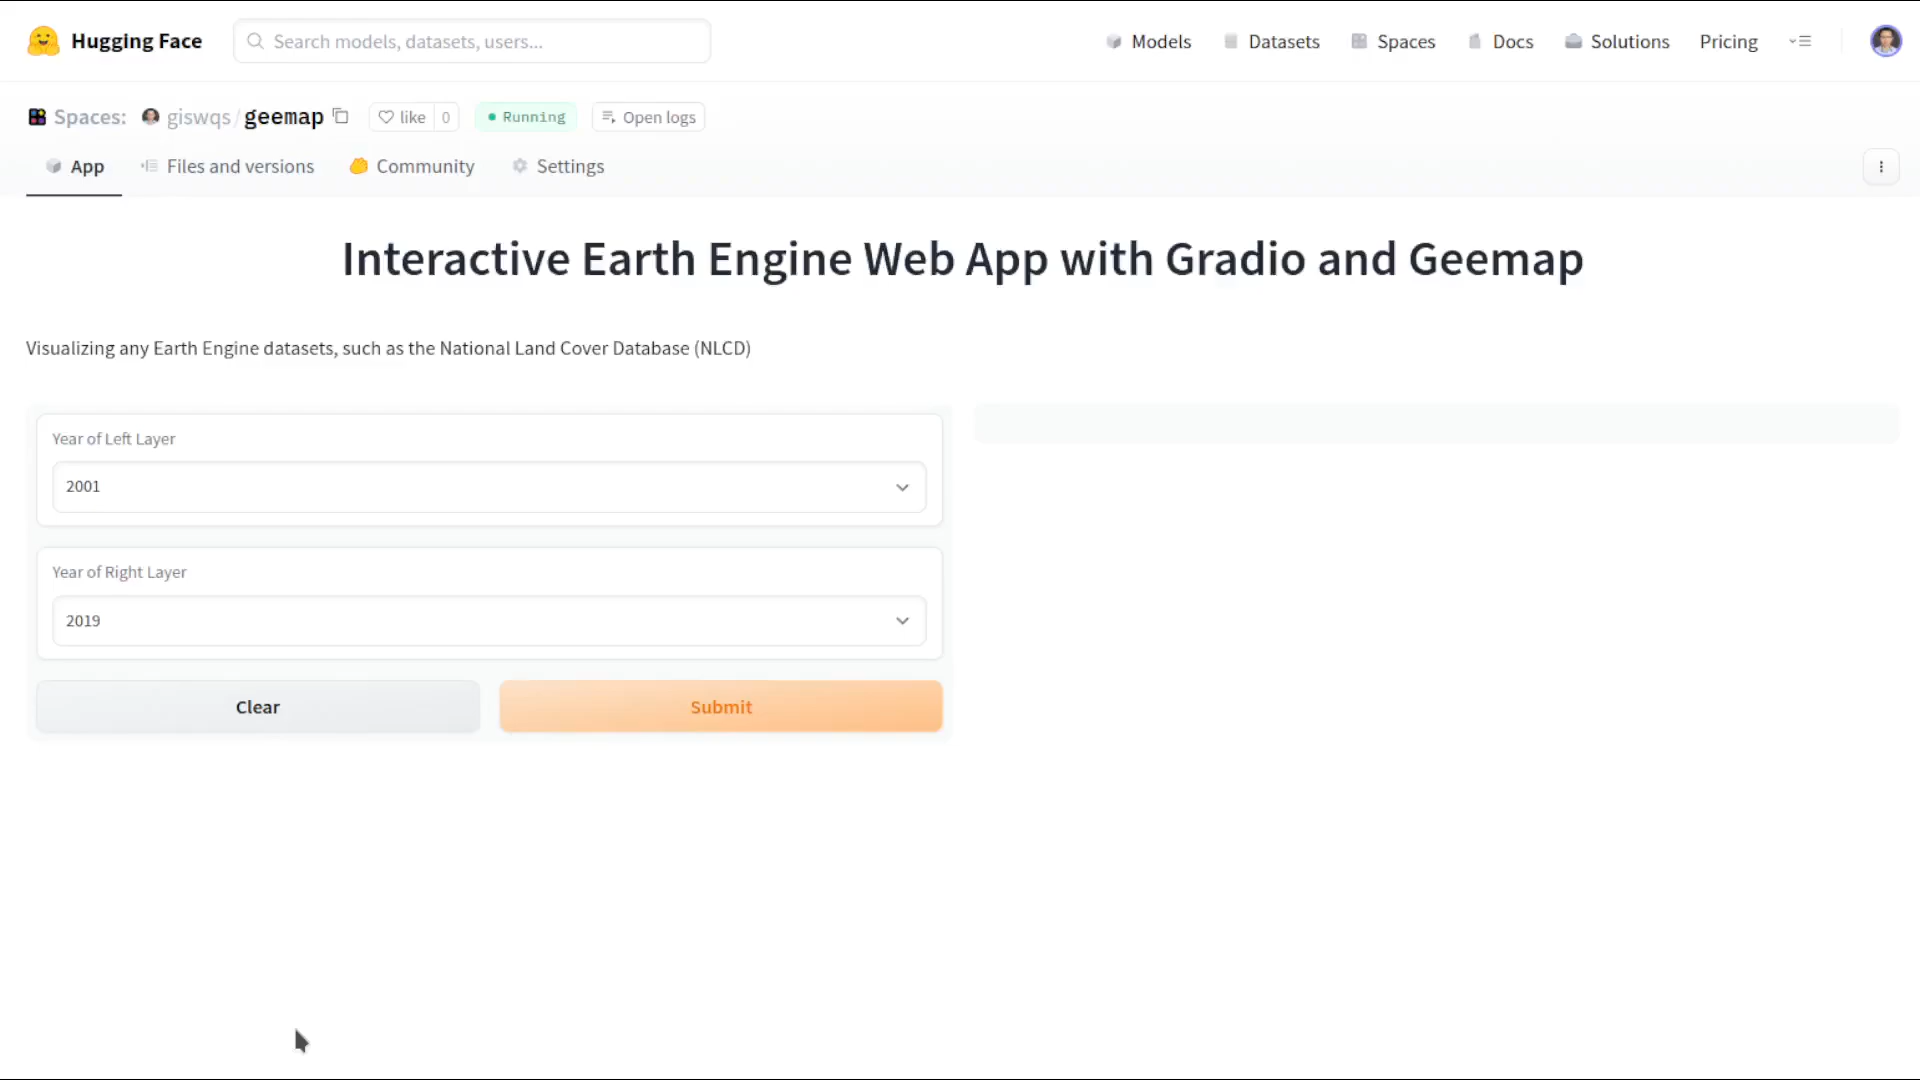 Hugging Face
Search models, datasets, users...
Models
Datasets
Spaces
Docs
Solutions
Pricing
Spaces: giswqs/geemap
like 0
Running
Open logs
App
Files and versions
Community
Settings
Interactive Earth Engine Web App with Gradio and Geemap
Visualizing any Earth Engine datasets, such as the National Land Cover Database (NLCD)
Year of Left Layer
2001
Year of Right Layer
2019
Clear
Submit